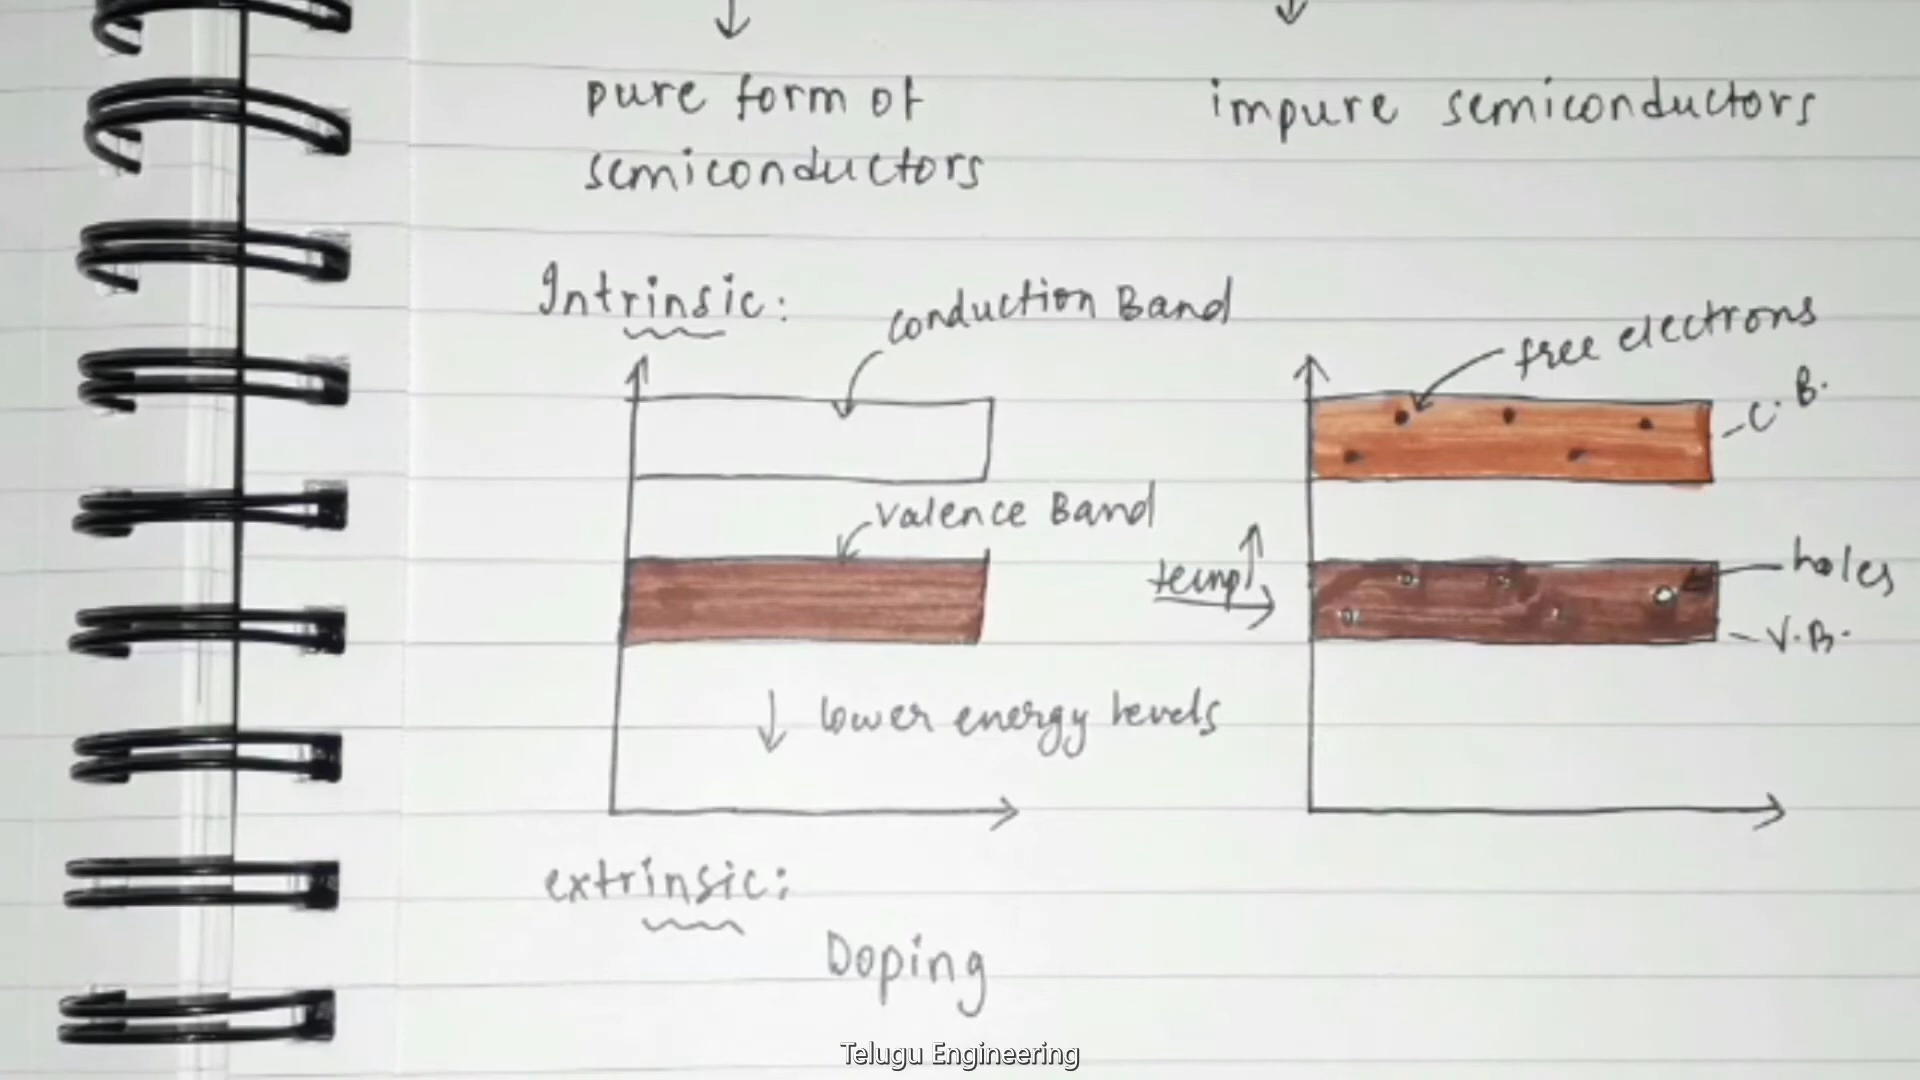 pure form of
semiconductors
impure semiconductors
Intrinsic:
conduction Band
free electrons
C.B.
Valence Band
temp↑
holes
V.B.
↓ lower energy levels
extrinsic:
Doping
Telugu Engineering